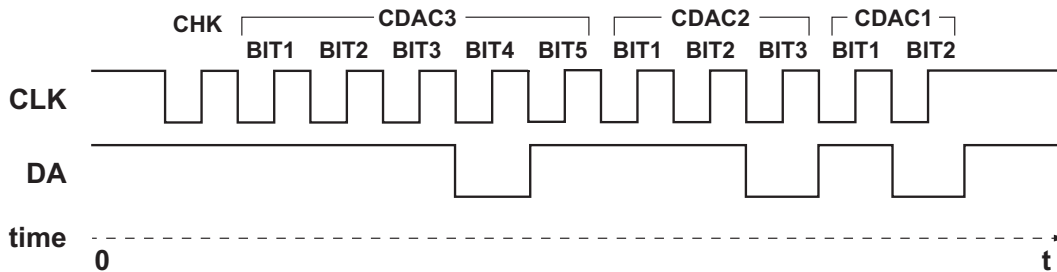 CHK CDAC3 CDAC2 CDAC1
BIT1 BIT2 BIT3 BIT4 BIT5 BIT1 BIT2 BIT3 BIT1 BIT2
CLK
DA
time
0 t